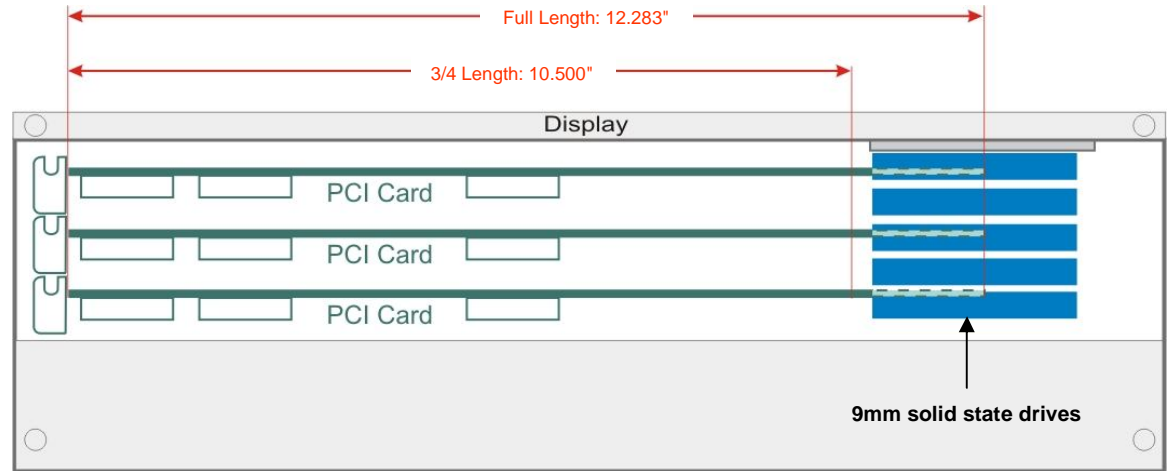 Full Length: 12.283"
3/4 Length: 10.500"
Display
PCI Card
PCI Card
PCI Card
9mm solid state drives